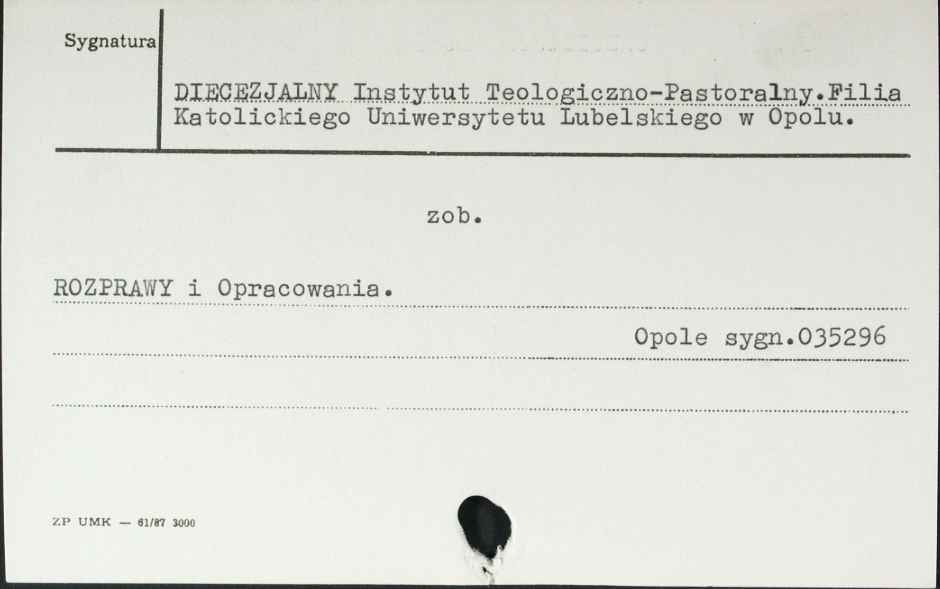 Sygnatura
DIECEZJALNY Instytut Teologiczno-Pastoralny.Filia
Katolickiego Uniwersytetu Lubelskiego w Opolu.
zob.
ROZPRAWY i Opracowania.
Opole sygn.035296
ZP UMK — 61/87 3000